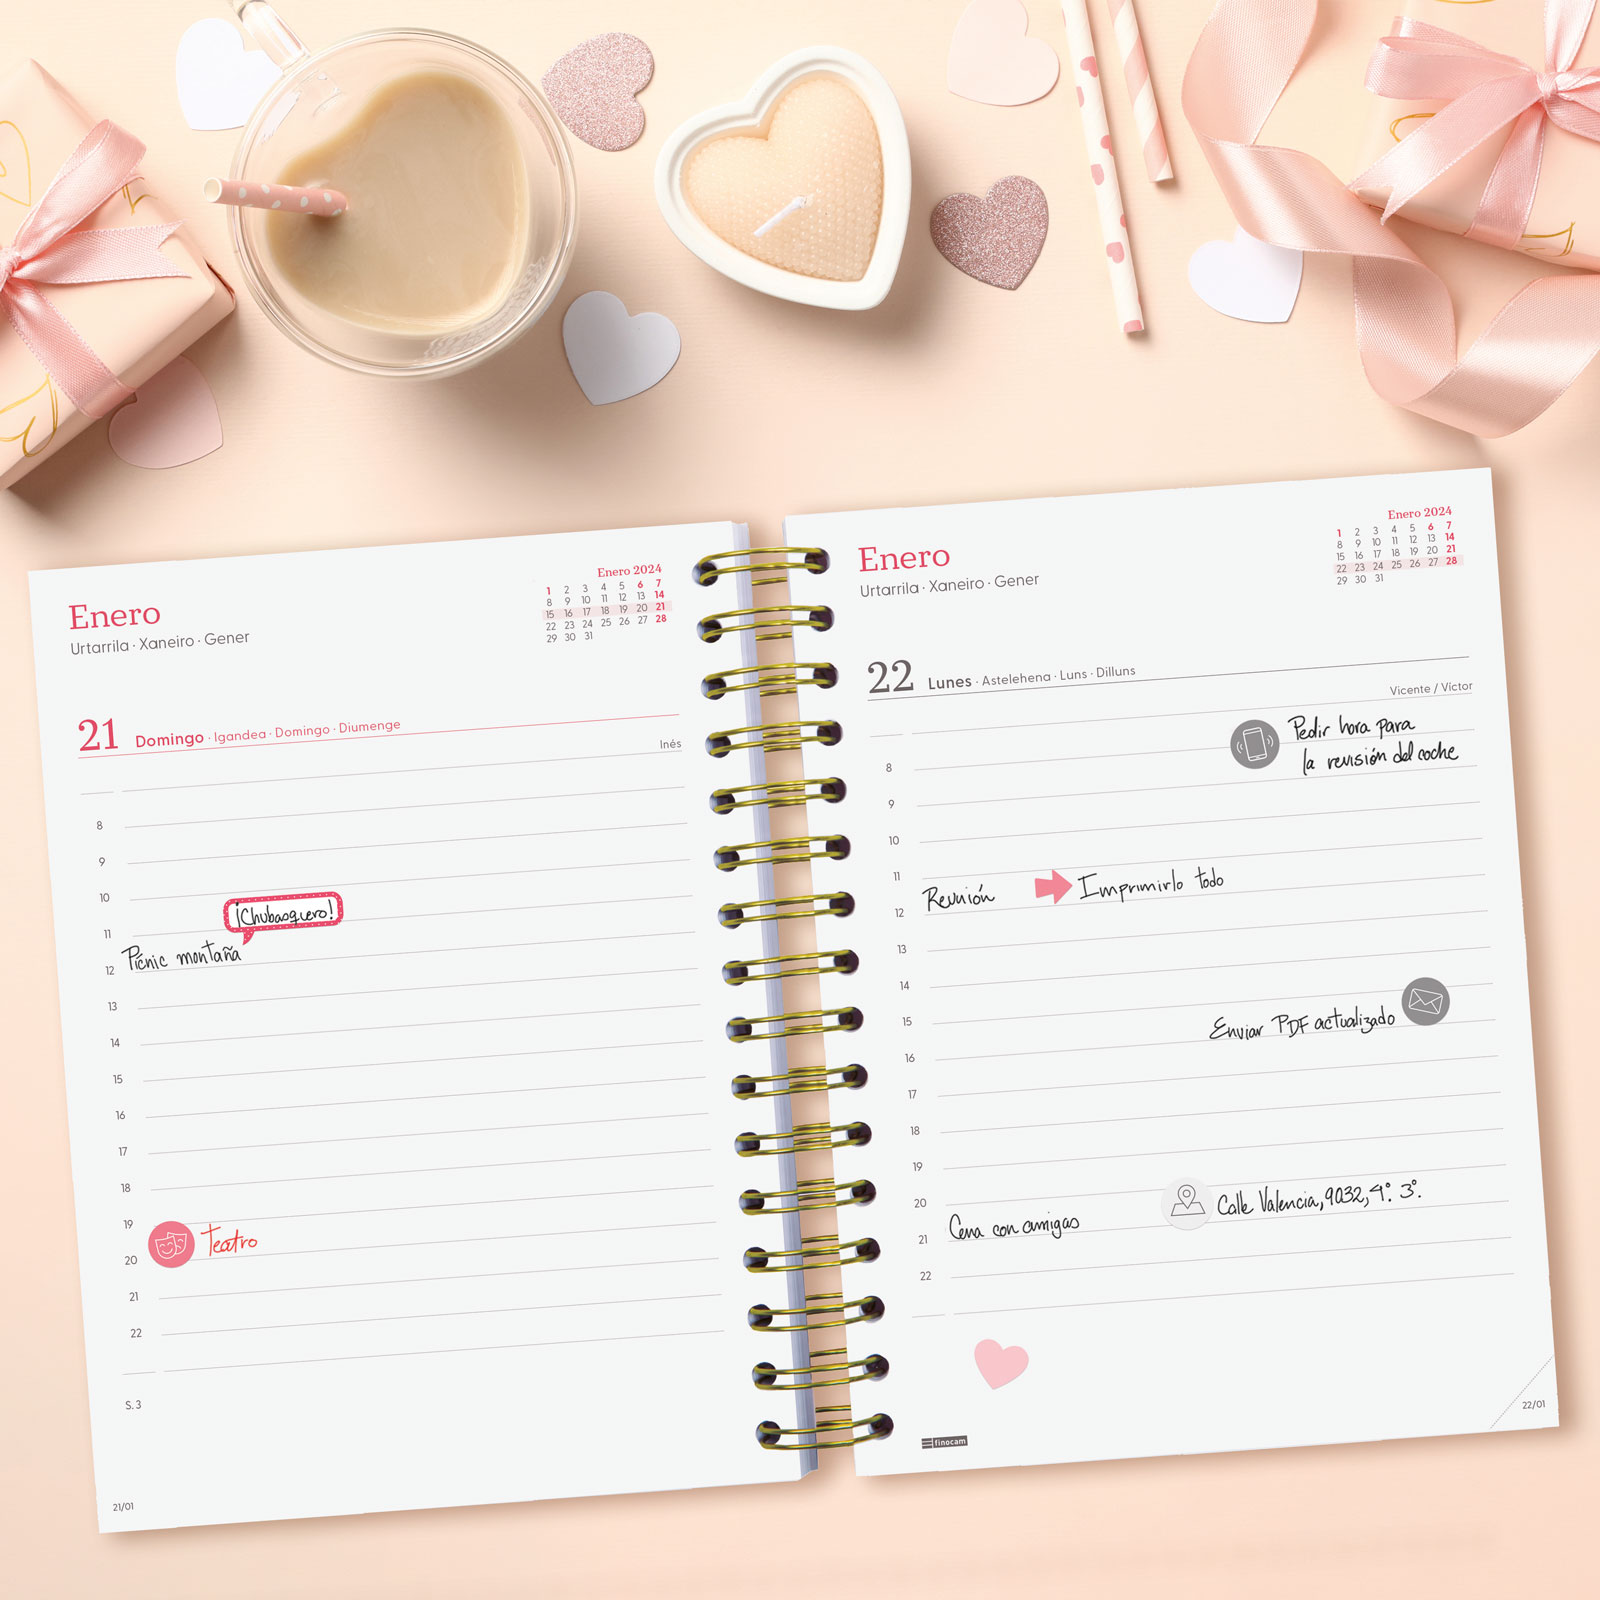 Enero
Urtarrila · Xaneiro · Gener
Enero 2024
1 2 3 4 5 6 7
8 9 10 11 12 13 14
15 16 17 18 19 20 21
22 23 24 25 26 27 28
29 30 31
21 Domingo · Igandea · Domingo · Diumenge
Inés
8
9
10
¡Chubasquero!
11
Pícnic montaña
12
13
14
15
16
17
18
19
Teatro
20
21
22
S. 3
21/01
Enero
Urtarrila · Xaneiro · Gener
Enero 2024
1 2 3 4 5 6 7
8 9 10 11 12 13 14
15 16 17 18 19 20 21
22 23 24 25 26 27 28
29 30 31
22 Lunes · Astelehena · Luns · Dilluns
Vicente / Víctor
Pedir hora para
la revisión del coche
8
9
10
11
Reunión Imprimirlo todo
12
13
14
15
Enviar PDF actualizado
16
17
18
19
20
Calle Valencia, 9032, 4º. 3º.
Cena con amigas
21
22
finocam
22/01